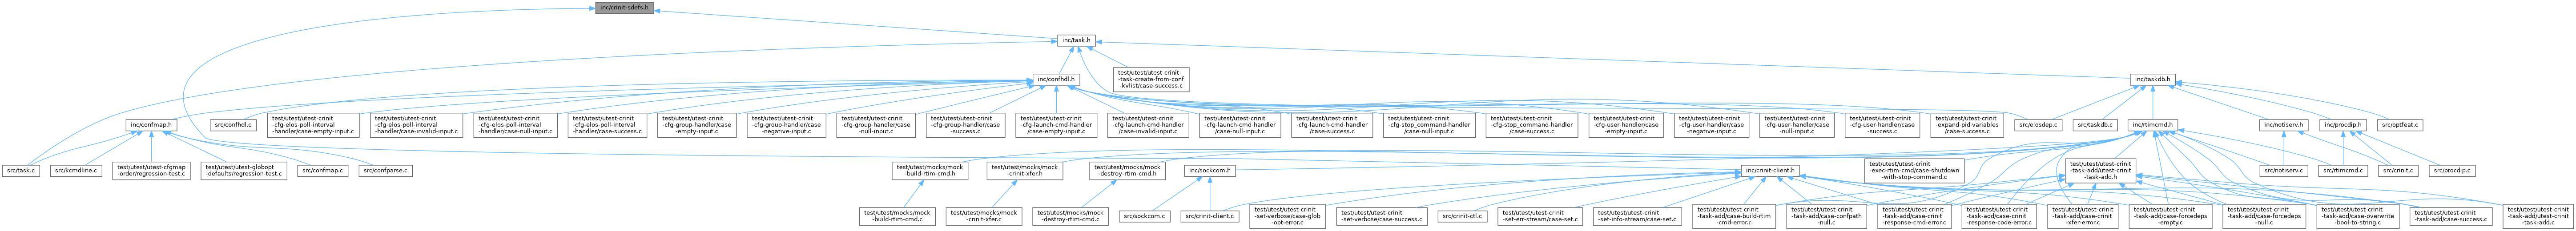 inc/crinit-sdefs.h
inc/task.h
inc/confhdl.h
test/utest/utest-crinit
-task-create-from-conf
-kvlist/case-success.c
inc/taskdb.h
inc/confmap.h
src/confhdl.c
test/utest/utest-crinit
-cfg-elos-poll-interval
-handler/case-empty-input.c
test/utest/utest-crinit
-cfg-elos-poll-interval
-handler/case-invalid-input.c
test/utest/utest-crinit
-cfg-elos-poll-interval
-handler/case-null-input.c
test/utest/utest-crinit
-cfg-elos-poll-interval
-handler/case-success.c
test/utest/utest-crinit
-cfg-group-handler/case
-empty-input.c
test/utest/utest-crinit
-cfg-group-handler/case
-negative-input.c
test/utest/utest-crinit
-cfg-group-handler/case
-null-input.c
test/utest/utest-crinit
-cfg-group-handler/case
-success.c
test/utest/utest-crinit
-cfg-launch-cmd-handler
/case-empty-input.c
test/utest/utest-crinit
-cfg-launch-cmd-handler
/case-invalid-input.c
test/utest/utest-crinit
-cfg-launch-cmd-handler
/case-null-input.c
test/utest/utest-crinit
-cfg-launch-cmd-handler
/case-success.c
test/utest/utest-crinit
-cfg-stop_command-handler
/case-null-input.c
test/utest/utest-crinit
-cfg-stop_command-handler
/case-success.c
test/utest/utest-crinit
-cfg-user-handler/case
-empty-input.c
test/utest/utest-crinit
-cfg-user-handler/case
-negative-input.c
test/utest/utest-crinit
-cfg-user-handler/case
-null-input.c
test/utest/utest-crinit
-cfg-user-handler/case
-success.c
test/utest/utest-crinit
-expand-pid-variables
/case-success.c
src/elosdep.c
src/taskdb.c
inc/rtimcmd.h
inc/notiserv.h
inc/procdip.h
src/optfeat.c
src/task.c
src/kcmdline.c
test/utest/utest-cfgmap
-order/regression-test.c
test/utest/utest-globopt
-defaults/regression-test.c
src/confmap.c
src/confparse.c
test/utest/mocks/mock
-build-rtim-cmd.h
test/utest/mocks/mock
-crinit-xfer.h
test/utest/mocks/mock
-destroy-rtim-cmd.h
inc/sockcom.h
inc/crinit-client.h
test/utest/utest-crinit
-exec-rtim-cmd/case-shutdown
-with-stop-command.c
test/utest/utest-crinit
-task-add/utest-crinit
-task-add.h
src/notiserv.c
src/rtimcmd.c
src/crinit.c
src/procdip.c
test/utest/mocks/mock
-build-rtim-cmd.c
test/utest/mocks/mock
-crinit-xfer.c
test/utest/mocks/mock
-destroy-rtim-cmd.c
src/sockcom.c
src/crinit-client.c
test/utest/utest-crinit
-set-verbose/case-glob
-opt-error.c
test/utest/utest-crinit
-set-verbose/case-success.c
src/crinit-ctl.c
test/utest/utest-crinit
-set-err-stream/case-set.c
test/utest/utest-crinit
-set-info-stream/case-set.c
test/utest/utest-crinit
-task-add/case-build-rtim
-cmd-error.c
test/utest/utest-crinit
-task-add/case-confpath
-null.c
test/utest/utest-crinit
-task-add/case-crinit
-response-cmd-error.c
test/utest/utest-crinit
-task-add/case-crinit
-response-code-error.c
test/utest/utest-crinit
-task-add/case-crinit
-xfer-error.c
test/utest/utest-crinit
-task-add/case-forcedeps
-empty.c
test/utest/utest-crinit
-task-add/case-forcedeps
-null.c
test/utest/utest-crinit
-task-add/case-overwrite
-bool-to-string.c
test/utest/utest-crinit
-task-add/case-success.c
test/utest/utest-crinit
-task-add/utest-crinit
-task-add.c